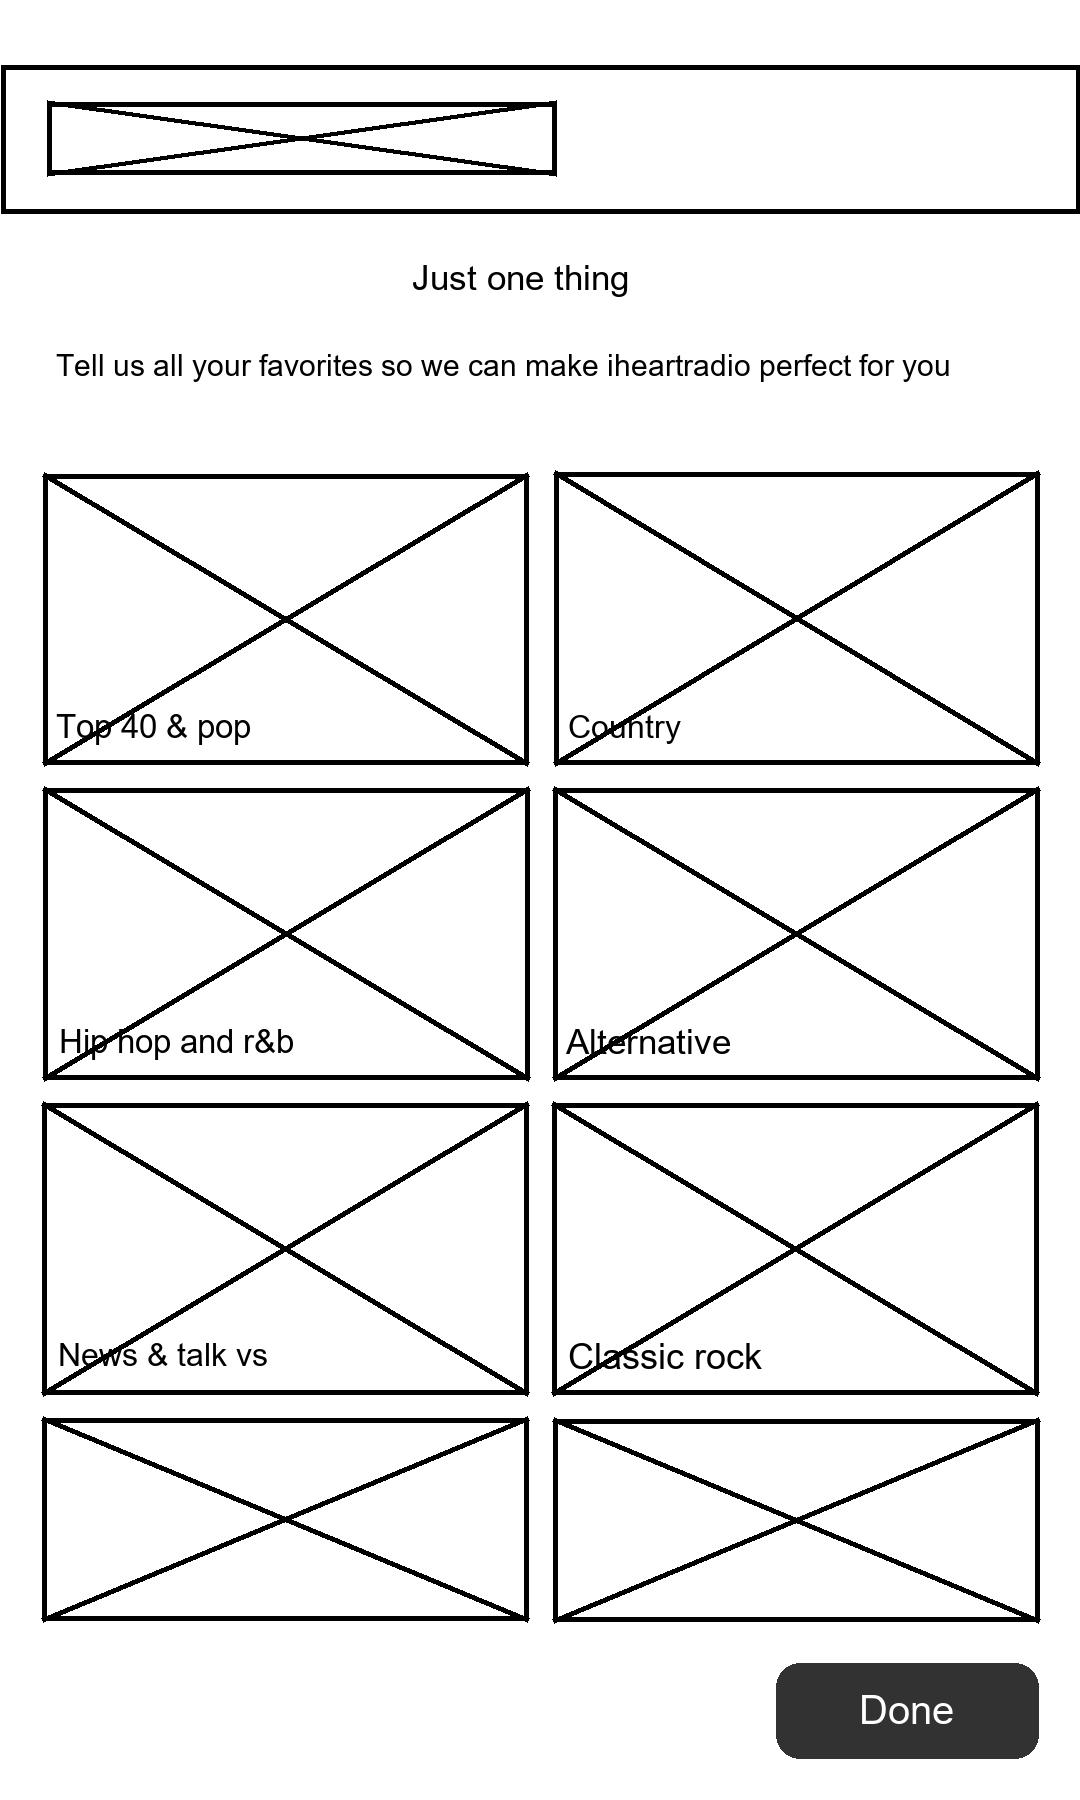 Just one thing
Tell us all your favorites so we can make iheartradio perfect for you
Top 40 & pop
Country
Hip hop and r&b
Alternative
News & talk vs
Classic rock
Done